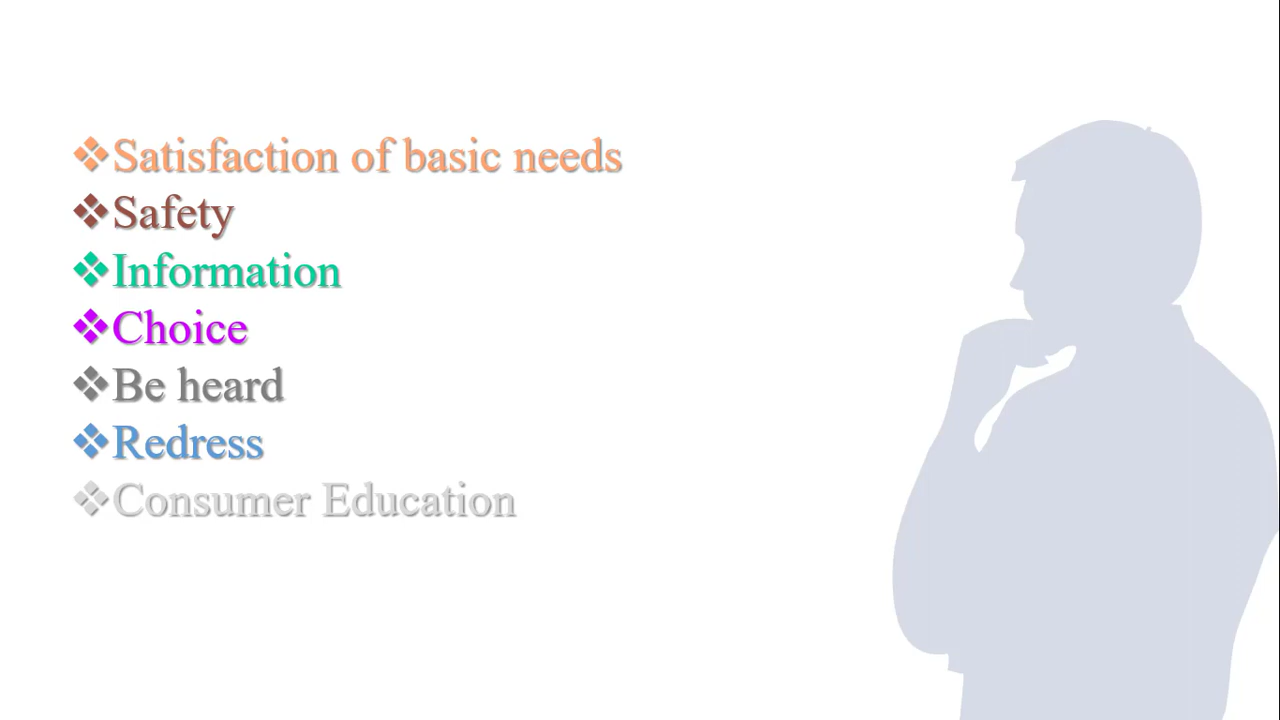 ❖Satisfaction of basic needs
❖Safety
❖Information
❖Choice
❖Be heard
❖Redress
❖Consumer Education